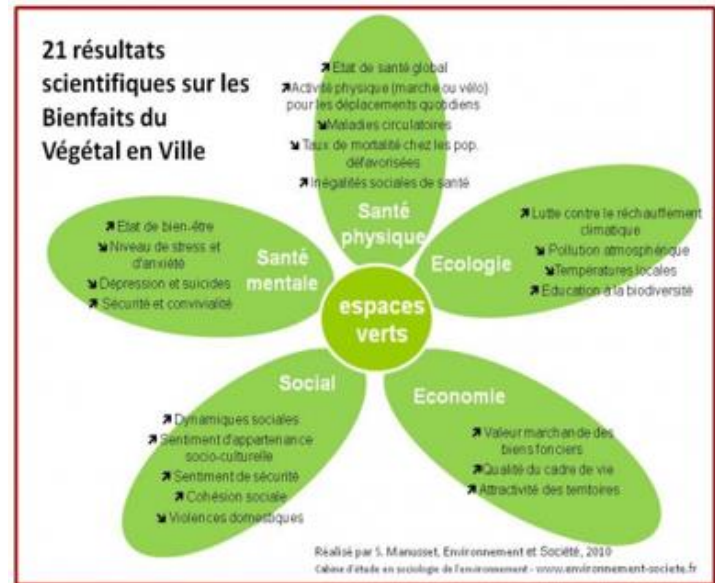 21 résultats
scientifiques sur les
Bienfaits du
Végétal en Ville
↗Etat de santé global
↗Activité physique (marche ou vélo)
pour les déplacements quotidiens
↘Maladies circulatoires
↘Taux de mortalité chez les pop.
défavorisées
↗Inégalités sociales de santé
Santé
physique
↗Lutte contre le réchauffement
climatique
↘Pollution atmosphérique
↘Températures locales
↗Education à la biodiversité
Ecologie
↗Etat de bien-être
↘Niveau de stress et
d'anxiété
↘Dépression et suicides
↗Sécurité et convivialité
Santé
mentale
espaces
verts
Social
↗Dynamiques sociales
↗Sentiment d'appartenance
socio-culturelle
↗Sentiment de sécurité
↗Cohésion sociale
↘Violences domestiques
Economie
↗Valeur marchande des
biens fonciers
↗Qualité du cadre de vie
↗Attractivité des territoires
Réalisé par S. Manusset, Environnement et Société, 2010
Cabinet d'étude en sociologie de l'environnement - www.environnement-societe.fr